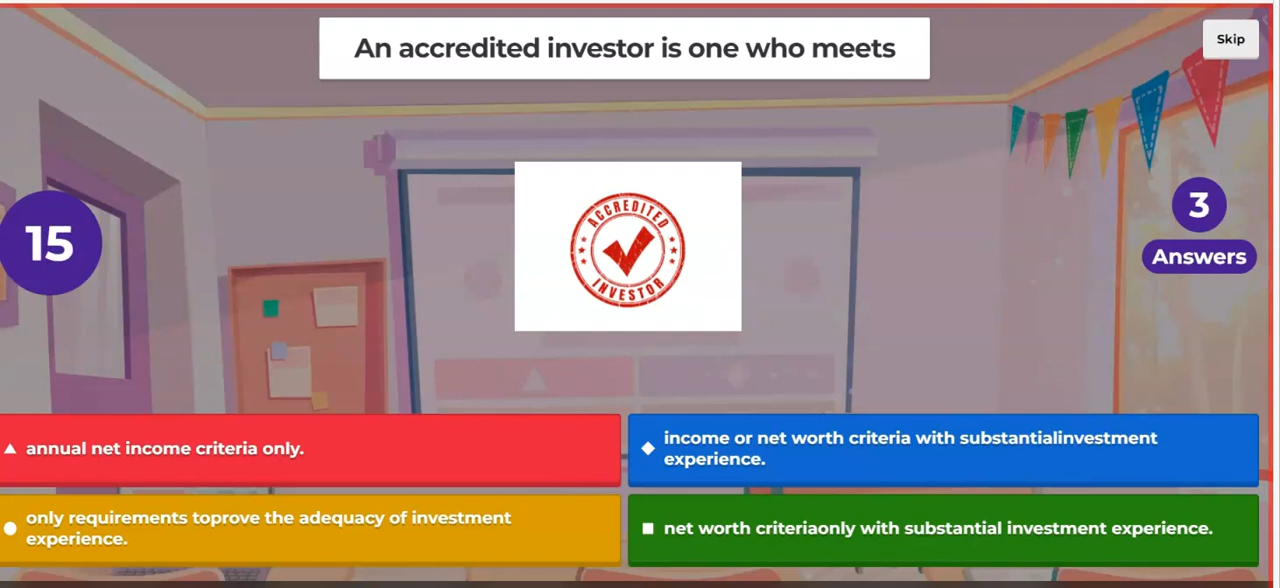 An accredited investor is one who meets
Skip
15
ACCREDITED
INVESTOR
3
Answers
annual net income criteria only.
income or net worth criteria with substantialinvestment
experience.
only requirements toprove the adequacy of investment
experience.
net worth criteriaonly with substantial investment experience.